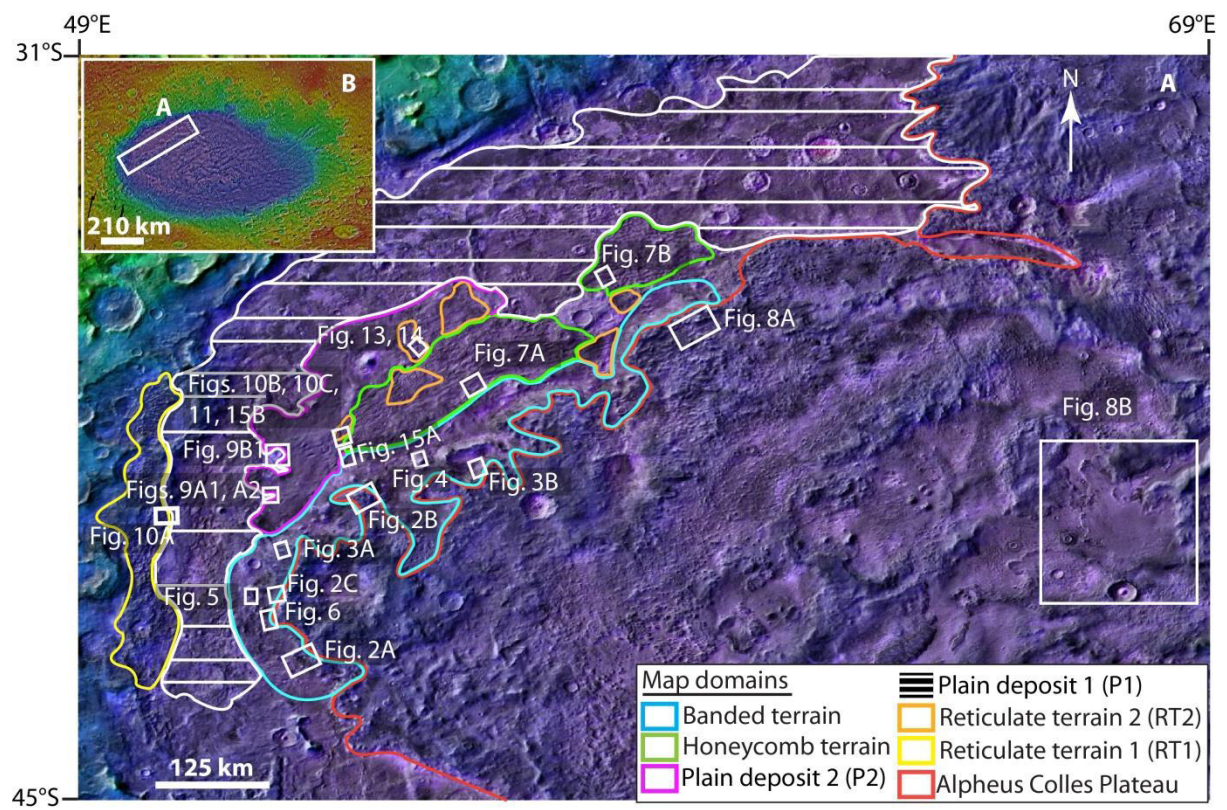 49°E
69°E
31°S
B
A
210 km
N
A
Fig. 7B
Fig. 8A
Fig. 13, 14
Fig. 7A
Figs. 10B, 10C,
11, 15B
Fig. 8B
Fig. 9B1
2
Fig. 15A
Fig. 4
Fig. 3B
Figs. 9A1, A2
Fig. 2B
Fig. 10A
Fig. 3A
Fig. 2C
Fig. 5
Fig. 6
Fig. 2A
Map domains
Banded terrain
Honeycomb terrain
Plain deposit 2 (P2)
Plain deposit 1 (P1)
Reticulate terrain 2 (RT2)
Reticulate terrain 1 (RT1)
Alpheus Colles Plateau
125 km
45°S